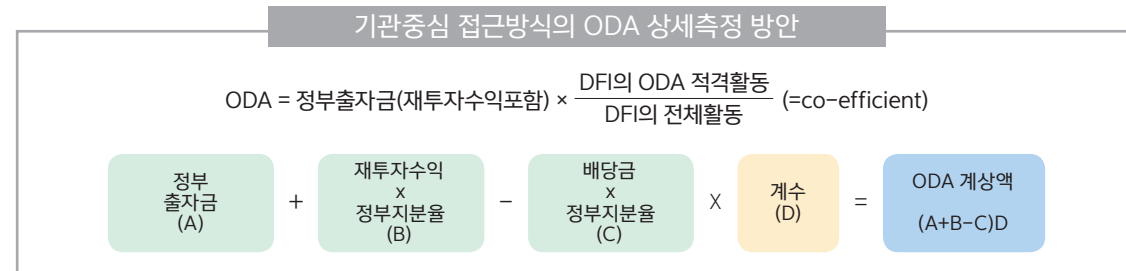 기관중심 접근방식의 ODA 상세측정 방안
ODA = 정부출자금(재투자수익포함) × DFI의 ODA 적격활동 / DFI의 전체활동 (=co-efficient)
정부
출자금
(A)
+
재투자수익
x
정부지분율
(B)
−
배당금
x
정부지분율
(C)
X
계수
(D)
=
ODA 계상액
(A+B−C)D